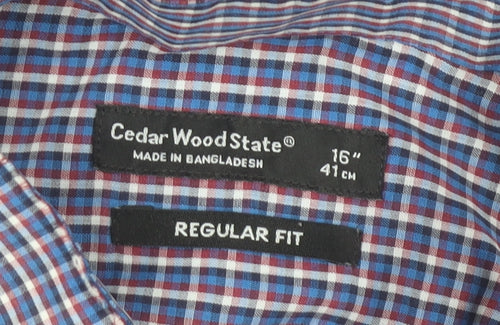 Cedar Wood State®
MADE IN BANGLADESH
16"
41 CM
REGULAR FIT